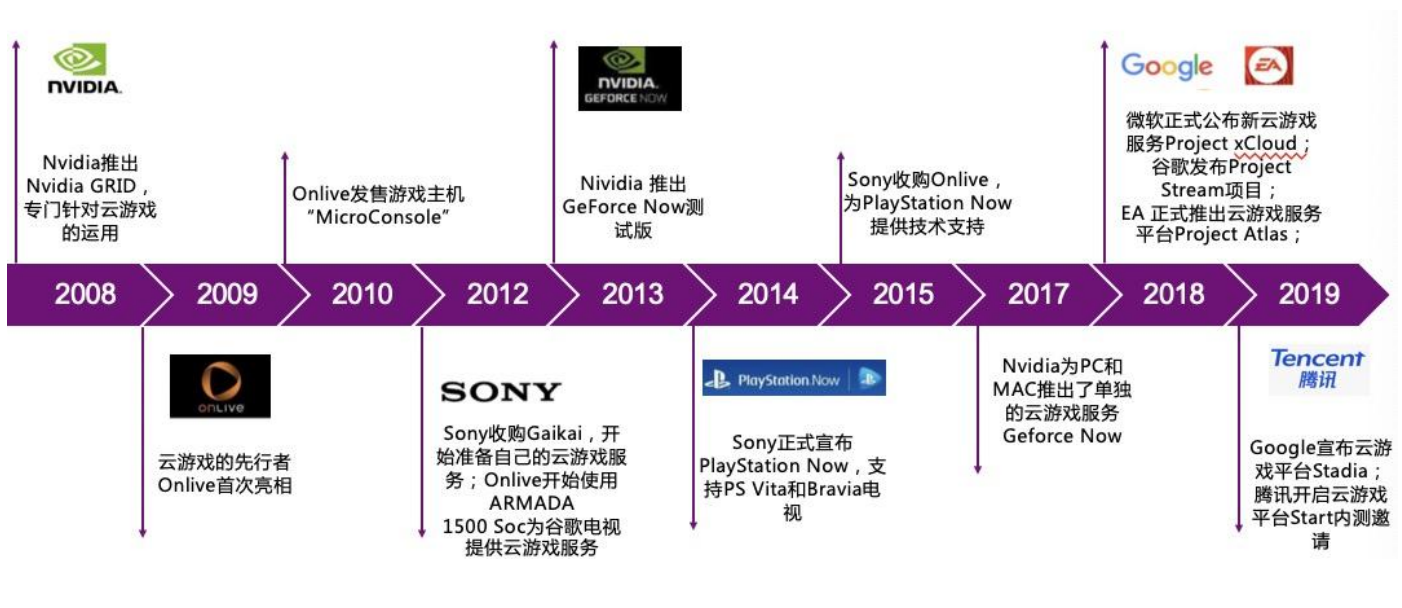 NVIDIA.
Nvidia推出
Nvidia GRID，
专门针对云游戏
的运用
Onlive发售游戏主机
“MicroConsole”
NVIDIA.
GEFORCE NOW
Nividia 推出
GeForce Now测
试版
Sony收购Onlive，
为PlayStation Now
提供技术支持
Google
EA
微软正式公布新云游戏
服务Project xCloud；
谷歌发布Project
Stream项目；
EA 正式推出云游戏服务
平台Project Atlas；
2008
2009
2010
2012
2013
2014
2015
2017
2018
2019
onLIVE
云游戏的先行者
Onlive首次亮相
SONY
Sony收购Gaikai，开
始准备自己的云游戏服
务；Onlive开始使用
ARMADA
1500 Soc为谷歌电视
提供云游戏服务
PlayStation Now
Sony正式宣布
PlayStation Now，支
持PS Vita和Bravia电
视
Nvidia为PC和
MAC推出了单独
的云游戏服务
Geforce Now
Tencent
腾讯
Google宣布云游
戏平台Stadia；
腾讯开启云游戏
平台Start内测邀
请